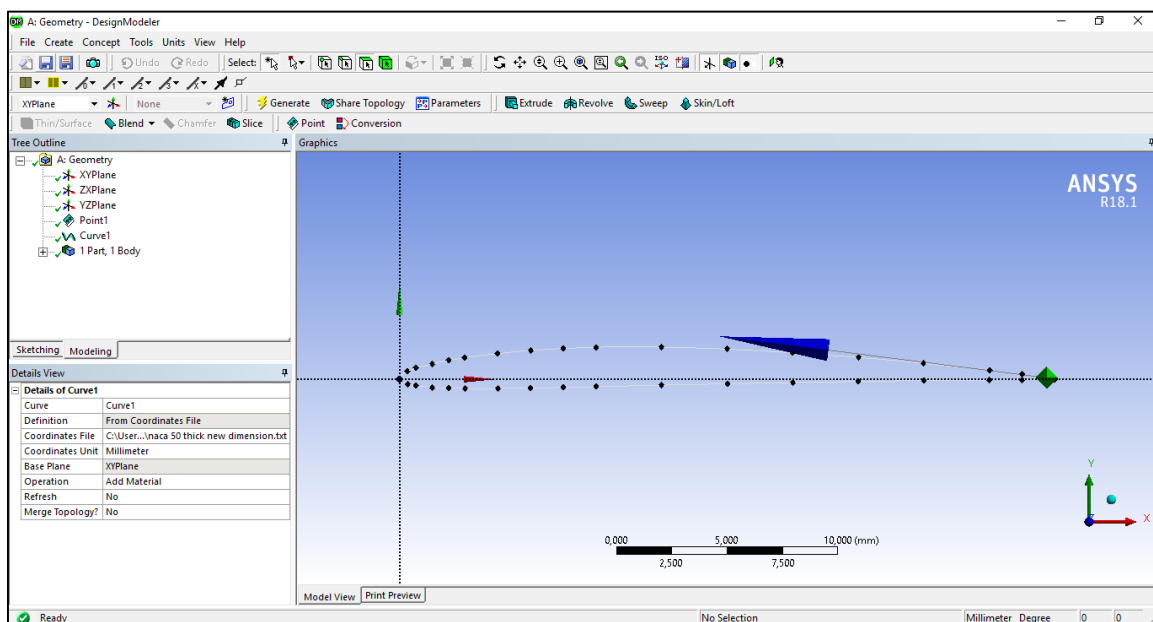 A: Geometry - DesignModeler
File Create Concept Tools Units View Help
Undo Redo Select:
XYPlane None Generate Share Topology Parameters Extrude Revolve Sweep Skin/Loft
Thin/Surface Blend Chamfer Slice Point Conversion
Tree Outline
A: Geometry
XYPlane
ZXPlane
YZPlane
Point1
Curve1
1 Part, 1 Body
Sketching Modeling
Details View
Details of Curve1
Curve Curve1
Definition From Coordinates File
Coordinates File C:\User...\naca 50 thick new dimension.txt
Coordinates Unit Millimeter
Base Plane XYPlane
Operation Add Material
Refresh No
Merge Topology? No
Graphics
ANSYS
R18.1
Y
X
0,000 5,000 10,000 (mm)
2,500 7,500
Model View Print Preview
Ready No Selection Millimeter Degree 0 0